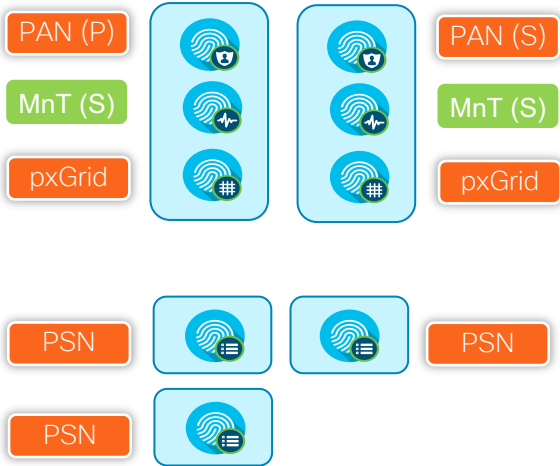 PAN (P)
PAN (S)
MnT (S)
MnT (S)
pxGrid
pxGrid
PSN
PSN
PSN